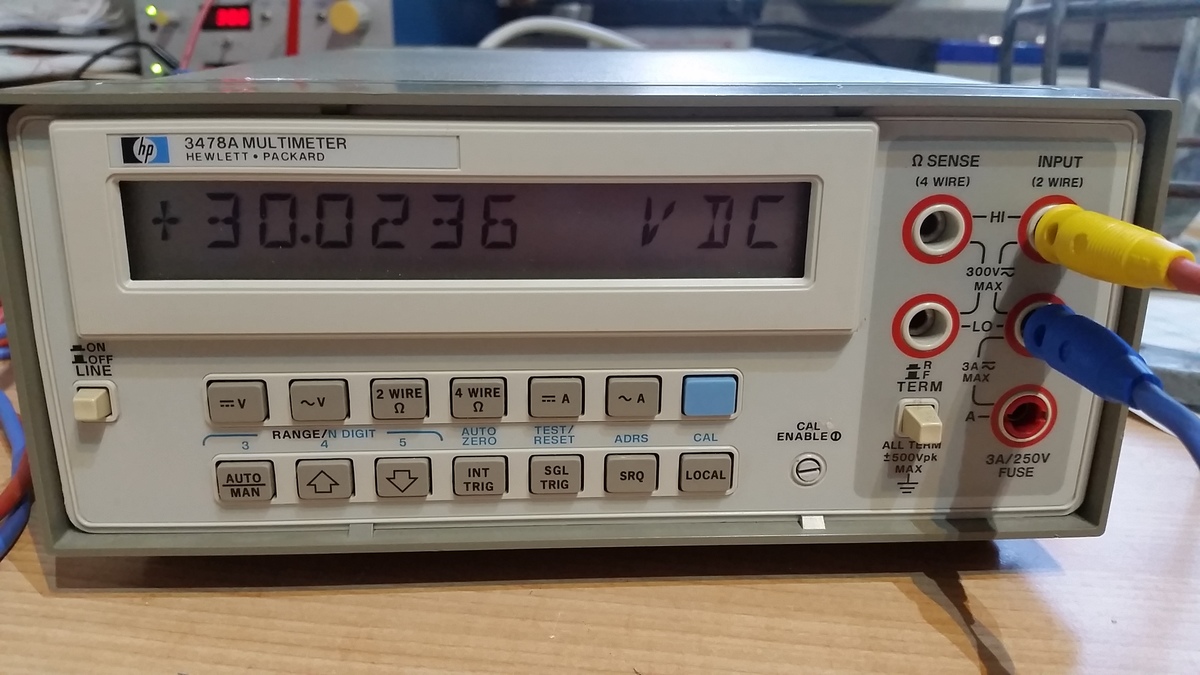 hp
3478A MULTIMETER
HEWLETT • PACKARD
+30.0236 V DC
Ω SENSE
(4 WIRE)
INPUT
(2 WIRE)
HI
300V⎓
MAX
LO
3A⎓
MAX
A
3A/250V
FUSE
R
F
TERM
ALL TERM
±500Vpk
MAX
ON
OFF
LINE
⎓V
~V
2 WIRE
Ω
4 WIRE
Ω
⎓A
~A
RANGE/N DIGIT
3
4
5
AUTO
ZERO
TEST/
RESET
ADRS
CAL
AUTO
MAN
INT
TRIG
SGL
TRIG
SRQ
LOCAL
CAL
ENABLE